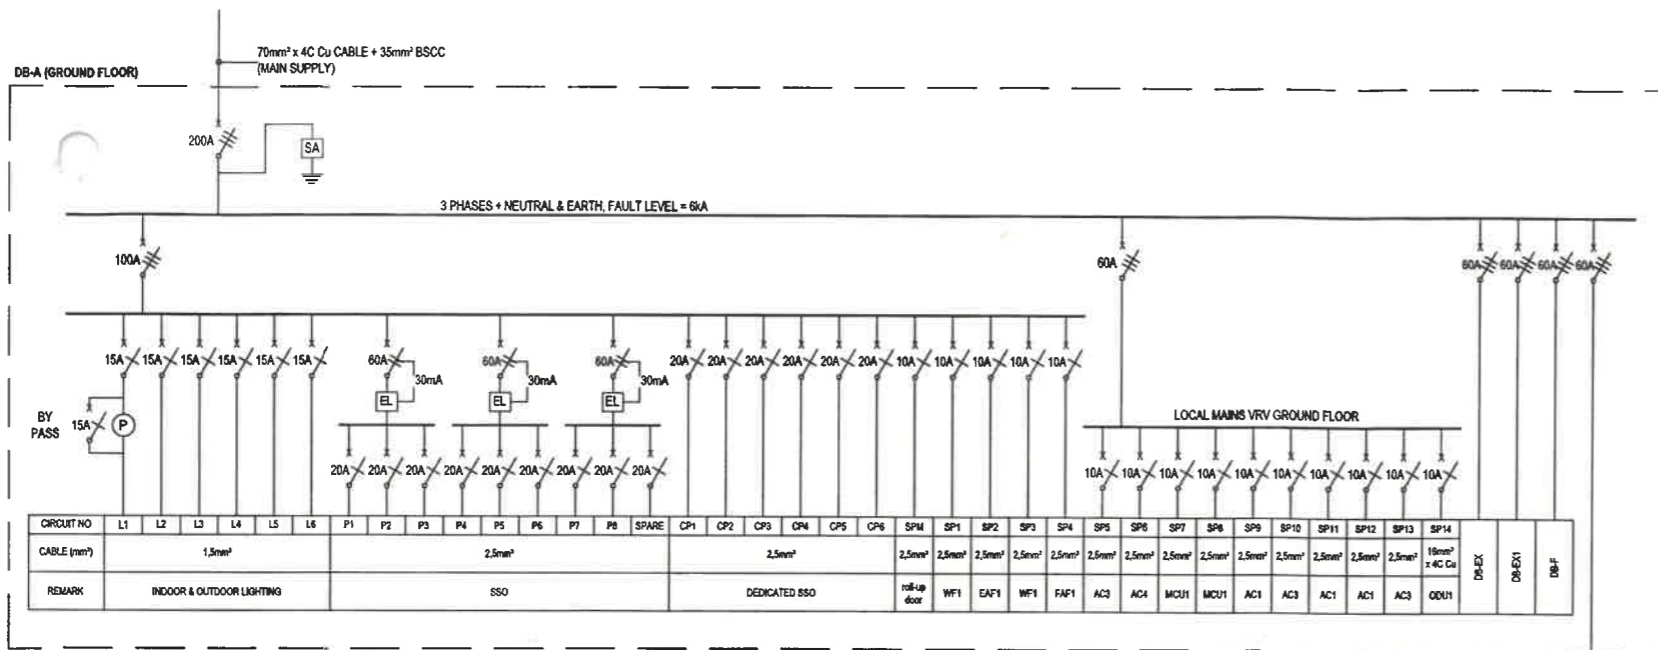 70mm² x 4C Cu CABLE + 35mm² BSCC
(MAIN SUPPLY)
DB-A (GROUND FLOOR)
200A
SA
3 PHASES + NEUTRAL & EARTH, FAULT LEVEL = 6kA
100A
60A
60A 60A 60A 60A
15A 15A 15A 15A 15A 15A
60A 60A 60A
30mA 30mA 30mA
EL EL EL
20A 20A 20A 20A 20A 20A 10A 10A 10A 10A 10A
BY
PASS
15A
P
LOCAL MAINS VRV GROUND FLOOR
20A 20A 20A 20A 20A 20A 20A 20A 20A
10A 10A 10A 10A 10A 10A 10A 10A 10A 10A
CIRCUIT NO L1 L2 L3 L4 L5 L6 P1 P2 P3 P4 P5 P6 P7 P8 SPARE CP1 CP2 CP3 CP4 CP5 CP6 SPM SP1 SP2 SP3 SP4 SP5 SP6 SP7 SP8 SP9 SP10 SP11 SP12 SP13 SP14
CABLE (mm²) 1,5mm² 2,5mm² 2,5mm² 2,5mm² 2,5mm² 2,5mm² 2,5mm² 2,5mm² 2,5mm² 2,5mm² 2,5mm² 2,5mm² 2,5mm² 2,5mm² 2,5mm² 2,5mm² 2,5mm² 16mm²
x 4C Cu
REMARK INDOOR & OUTDOOR LIGHTING SSO DEDICATED SSO roll-up
door WF1 EAF1 WF1 FAF1 AC3 AC4 MCU1 MCU1 AC1 AC3 AC1 AC1 AC3 ODU1
DB-EX
DB-EX1
DB-F